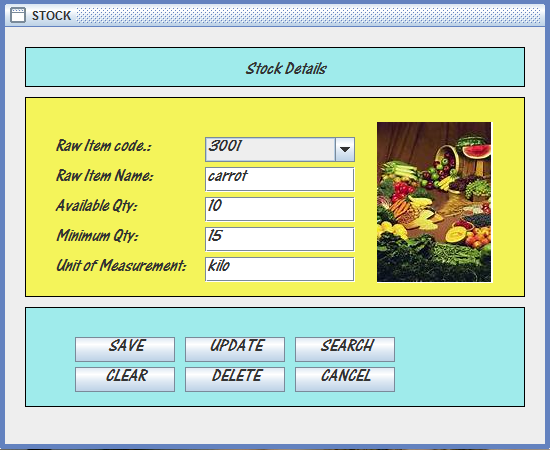 STOCK
Stock Details
Raw Item code.: 3001
Raw Item Name: carrot
Available Qty: 10
Minimum Qty: 15
Unit of Measurement: kilo
SAVE UPDATE SEARCH
CLEAR DELETE CANCEL